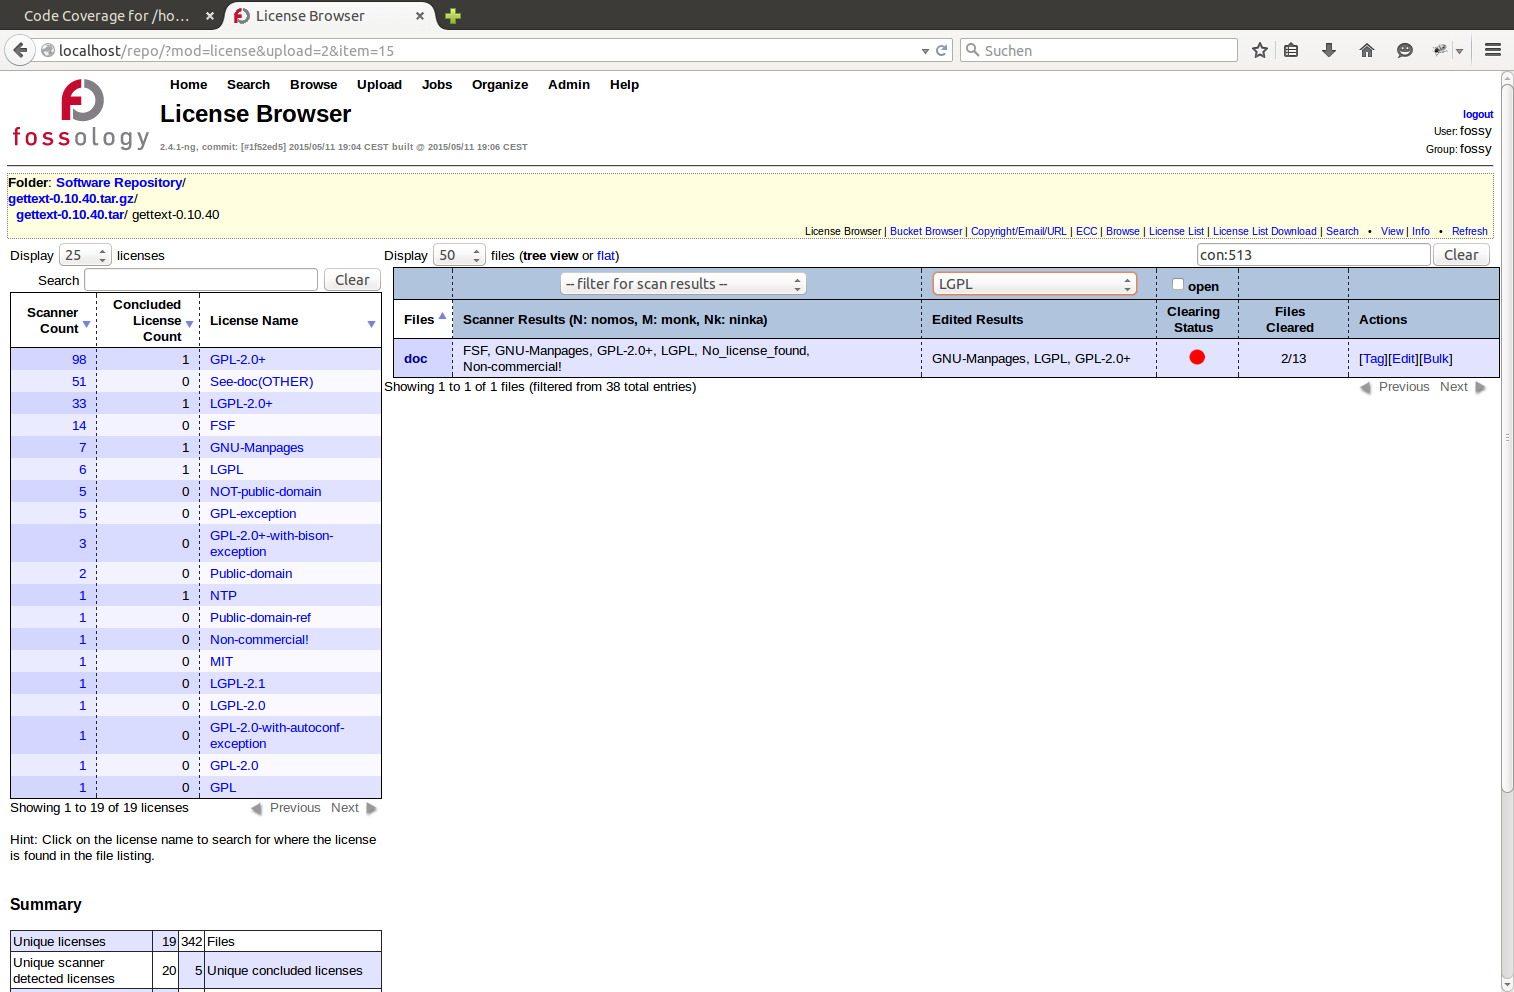 Code Coverage for /ho...
License Browser
localhost/repo/?mod=license&upload=2&item=15
Suchen
fossology
Home Search Browse Upload Jobs Organize Admin Help
License Browser
2.4.1-ng, commit: [#1f52ed5] 2015/05/11 19:04 CEST built @ 2015/05/11 19:06 CEST
logout
User: fossy
Group: fossy
Folder: Software Repository/
gettext-0.10.40.tar.gz/
gettext-0.10.40.tar/ gettext-0.10.40
License Browser | Bucket Browser | Copyright/Email/URL | ECC | Browse | License List | License List Download | Search • View | Info • Refresh
Display 25 licenses
Search Clear
Scanner Count Concluded License Count License Name
98 1 GPL-2.0+
51 0 See-doc(OTHER)
33 1 LGPL-2.0+
14 0 FSF
7 1 GNU-Manpages
6 1 LGPL
5 0 NOT-public-domain
5 0 GPL-exception
3 0 GPL-2.0+-with-bison-
exception
2 0 Public-domain
1 1 NTP
1 0 Public-domain-ref
1 0 Non-commercial!
1 0 MIT
1 0 LGPL-2.1
1 0 LGPL-2.0
1 0 GPL-2.0-with-autoconf-
exception
1 0 GPL-2.0
1 0 GPL
Showing 1 to 19 of 19 licenses Previous Next
Hint: Click on the license name to search for where the license
is found in the file listing.
Summary
Unique licenses 19 342 Files
Unique scanner
detected licenses 20 5 Unique concluded licenses
Display 50 files (tree view or flat) con:513 Clear
-- filter for scan results -- LGPL open
Files Scanner Results (N: nomos, M: monk, Nk: ninka) Edited Results Clearing Status Files Cleared Actions
doc FSF, GNU-Manpages, GPL-2.0+, LGPL, No_license_found,
Non-commercial! GNU-Manpages, LGPL, GPL-2.0+ 2/13 [Tag][Edit][Bulk]
Showing 1 to 1 of 1 files (filtered from 38 total entries) Previous Next